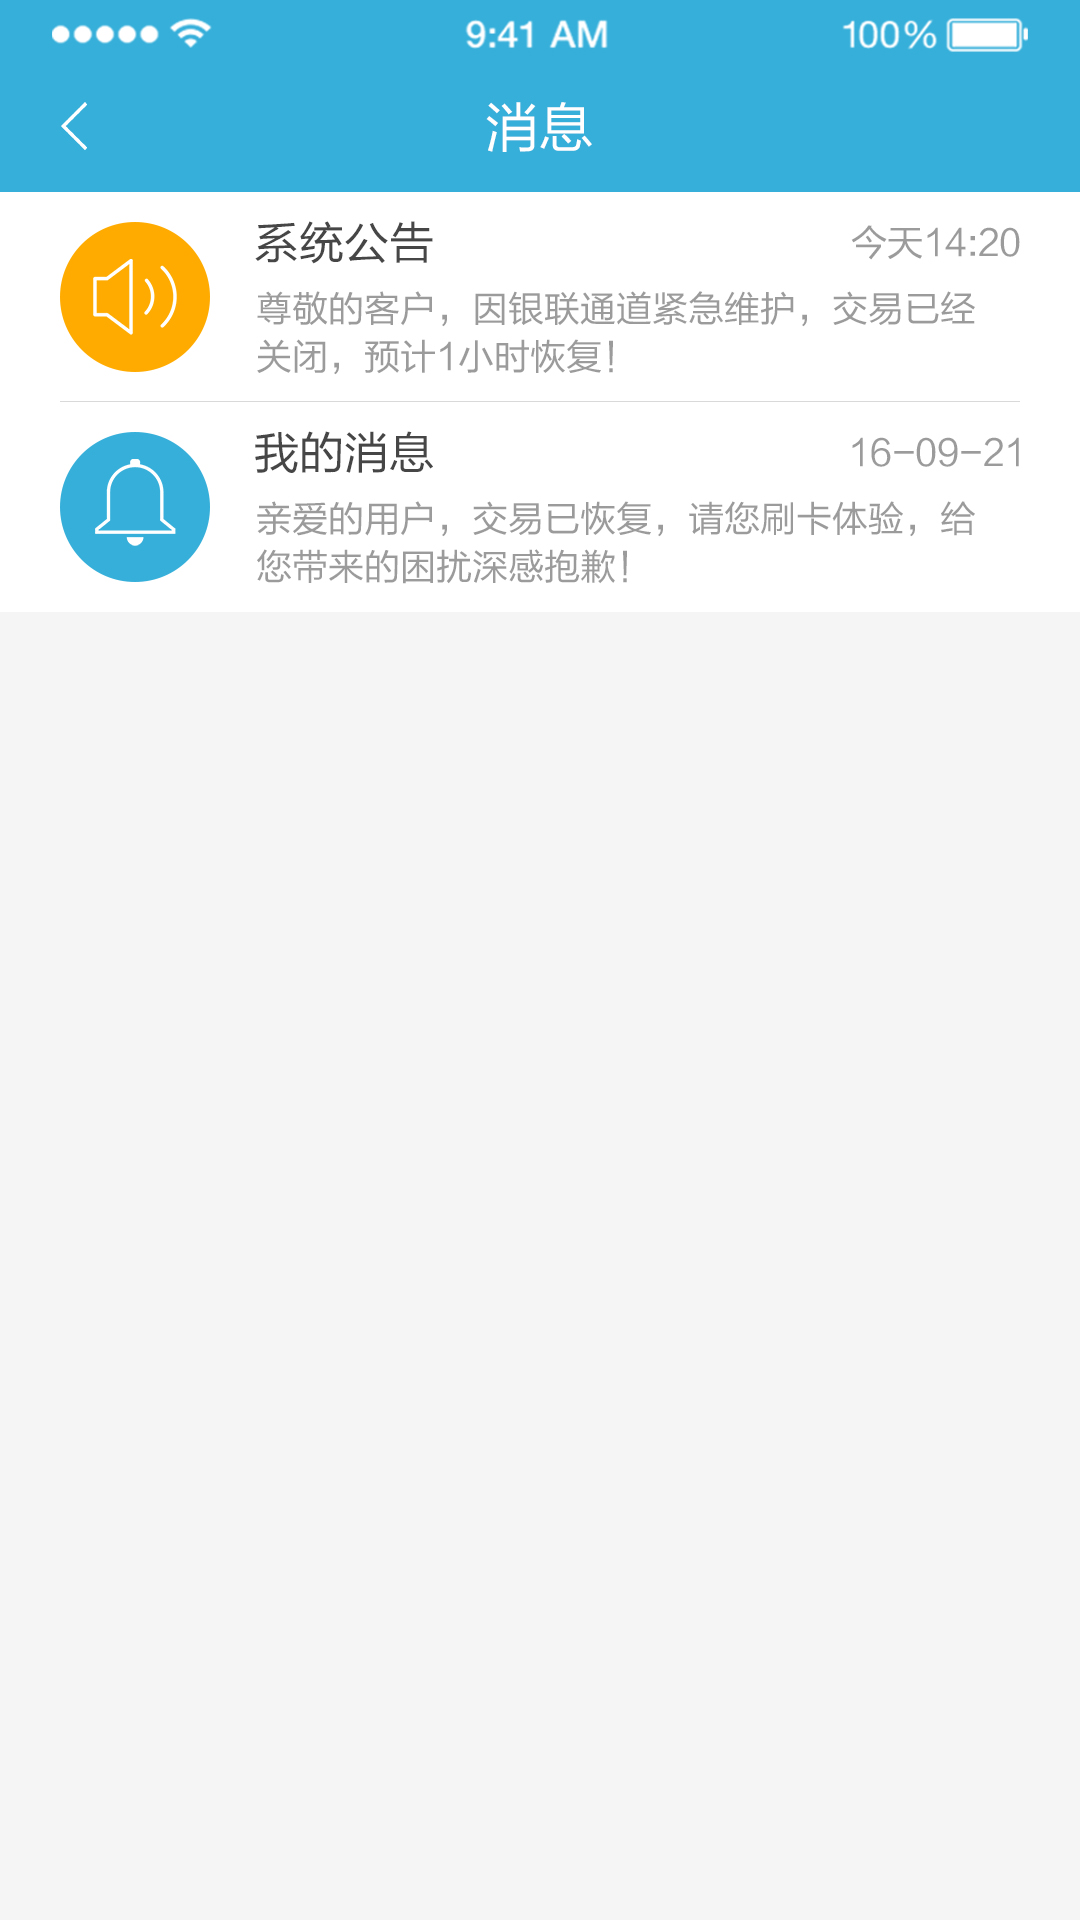 9:41 AM 100%
消息
系统公告 今天14:20
尊敬的客户，因银联通道紧急维护，交易已经
关闭，预计1小时恢复！
我的消息 16-09-21
亲爱的用户，交易已恢复，请您刷卡体验，给
您带来的困扰深感抱歉！